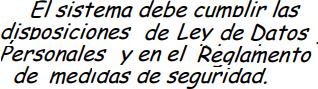 El sistema debe cumplir las
disposiciones de Ley de Datos
Personales y en el Reglamento
de medidas de seguridad.